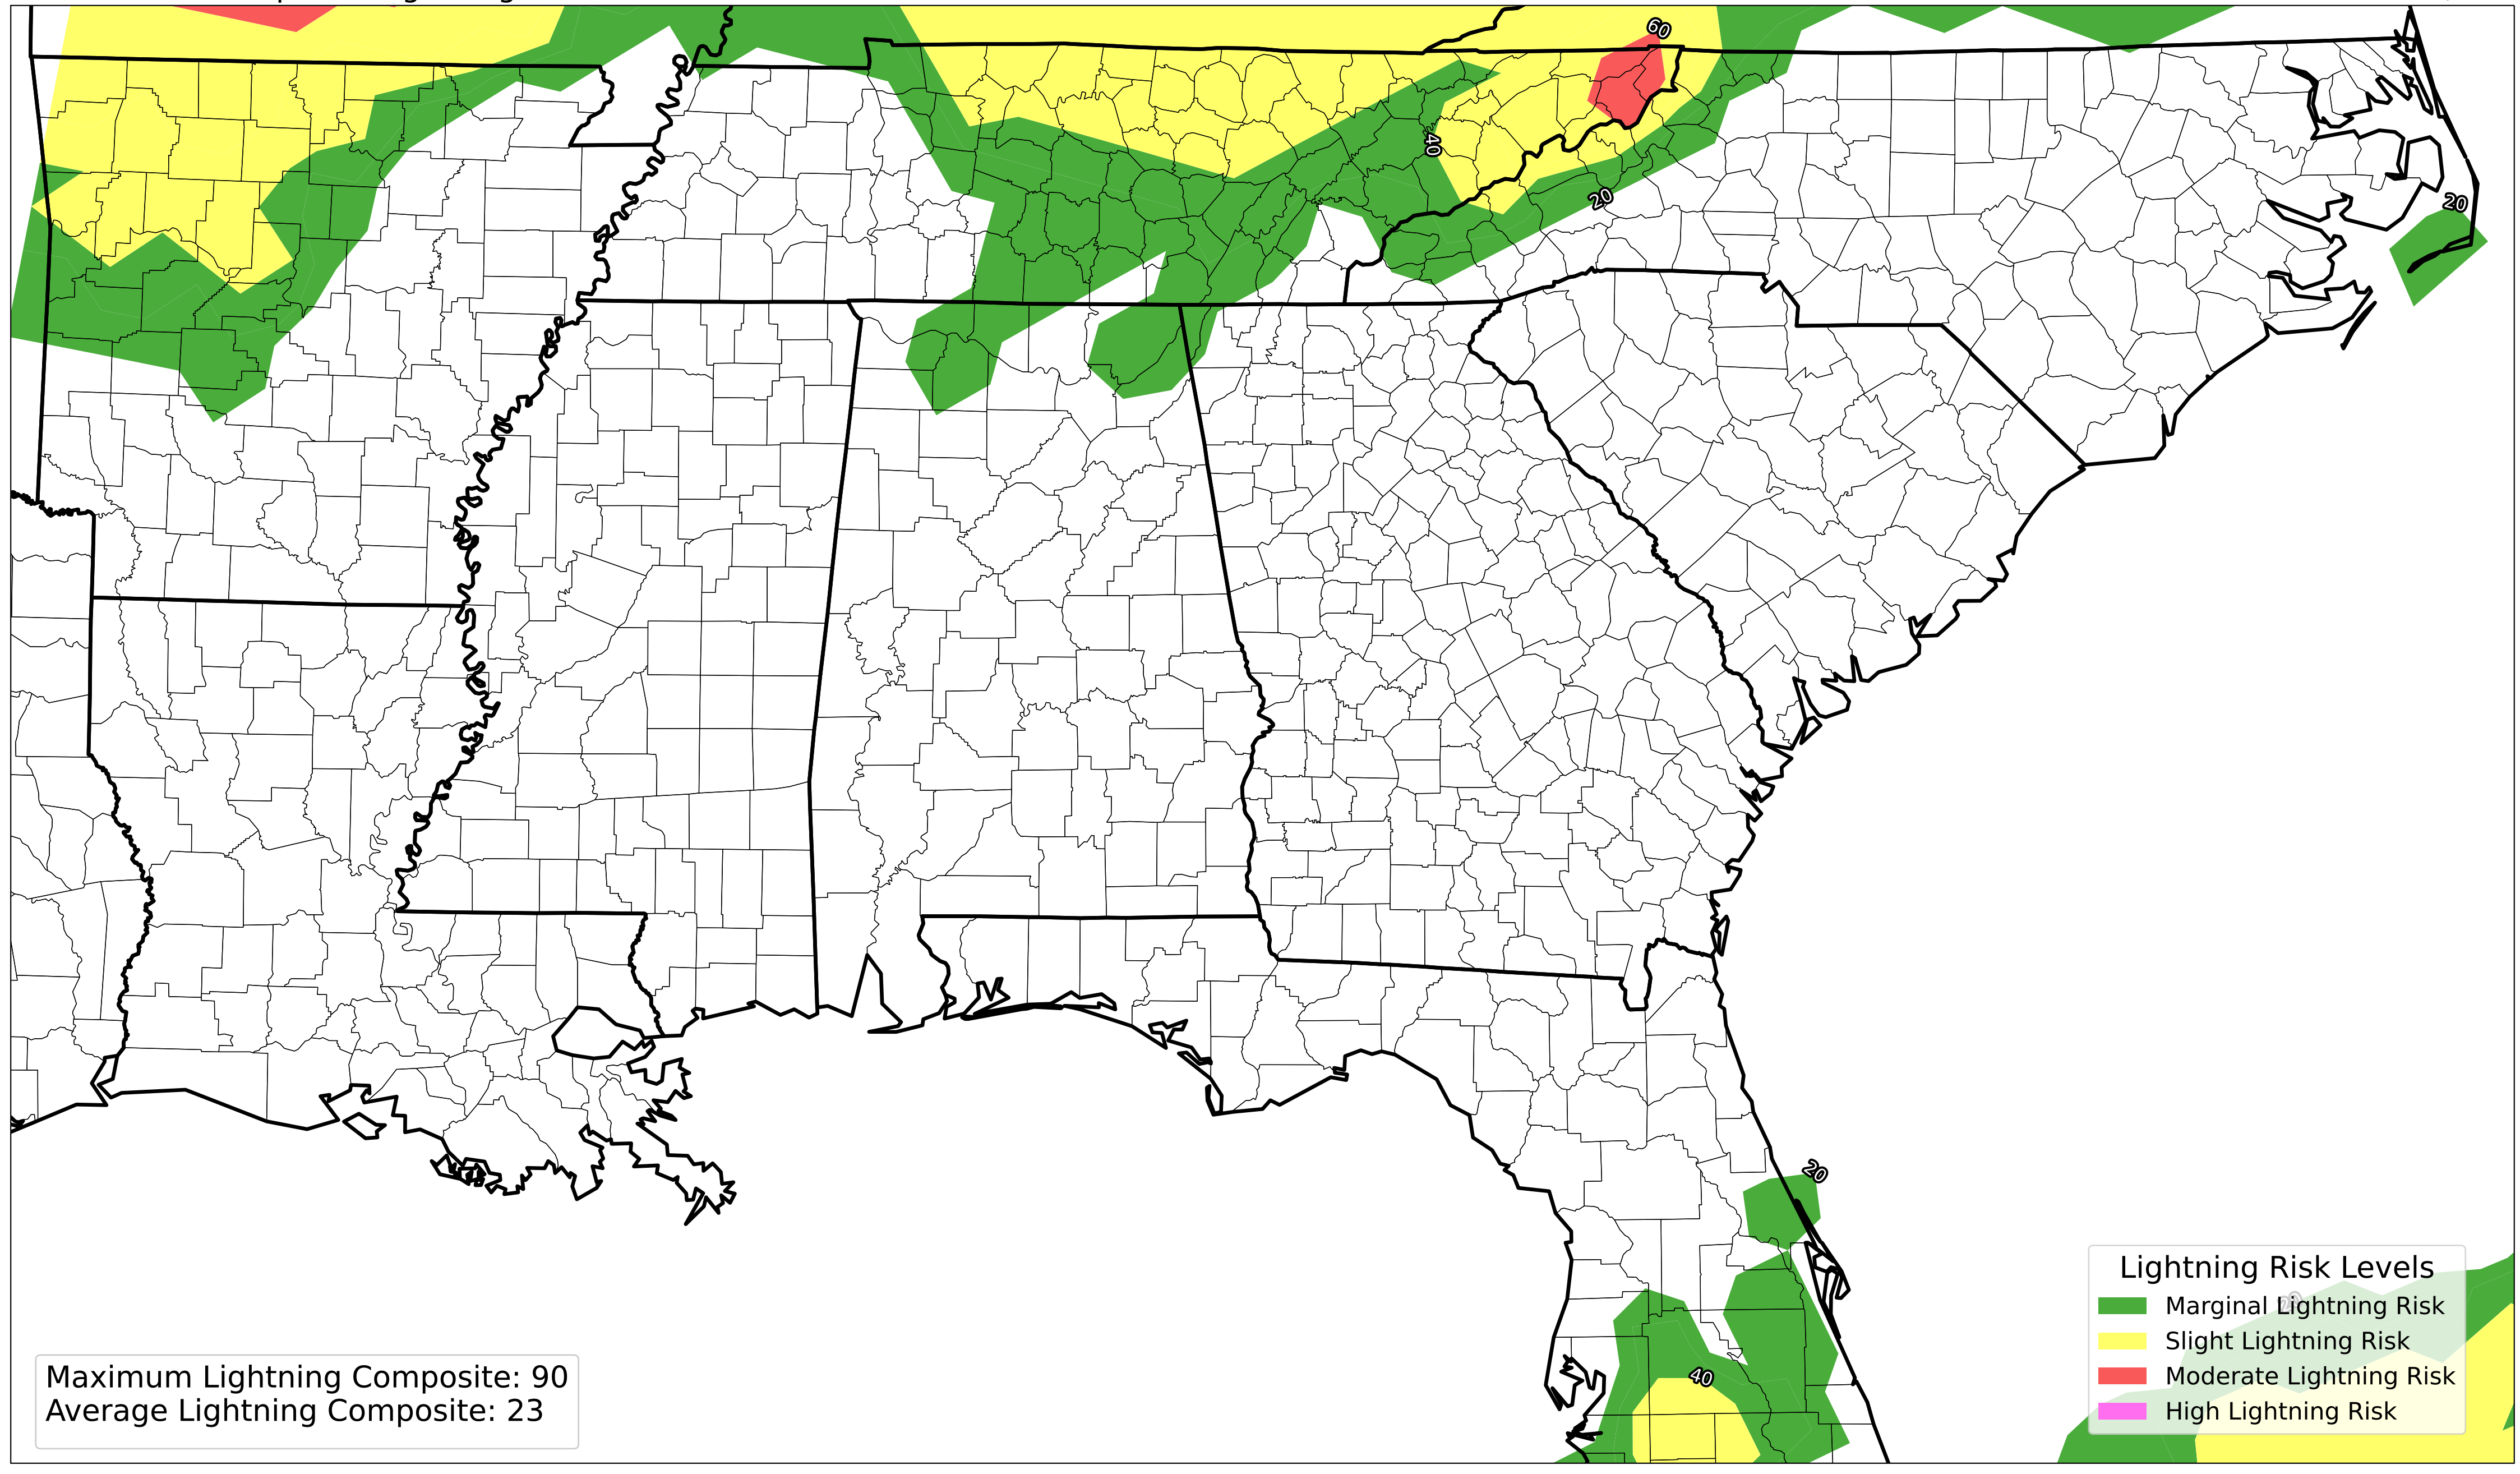 60
40
20
20
20
40
Lightning Risk Levels
Marginal Lightning Risk
Slight Lightning Risk
Moderate Lightning Risk
High Lightning Risk
Maximum Lightning Composite: 90
Average Lightning Composite: 23